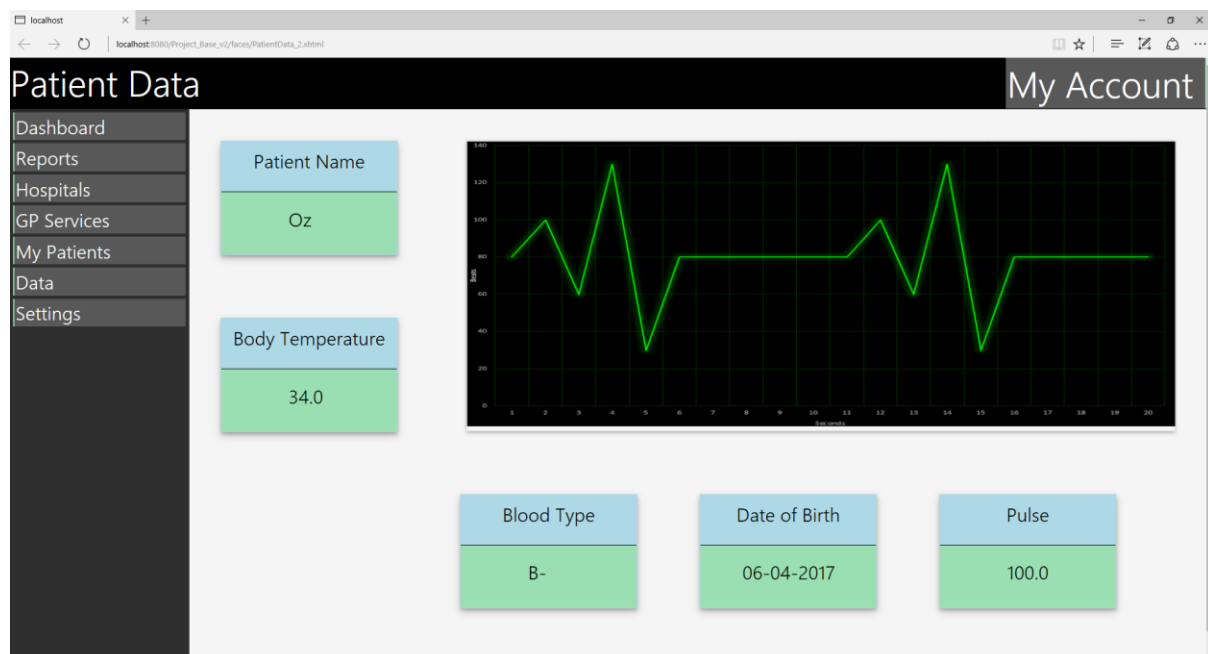 localhost
localhost:8080/Project_Base_v2/faces/PatientData_2.xhtml
Patient Data
My Account
Dashboard
Reports
Hospitals
GP Services
My Patients
Data
Settings
Patient Name
Oz
Body Temperature
34.0
140
120
100
80
60
40
20
0
Beats
1 2 3 4 5 6 7 8 9 10 11 12 13 14 15 16 17 18 19 20
Seconds
Blood Type
B-
Date of Birth
06-04-2017
Pulse
100.0